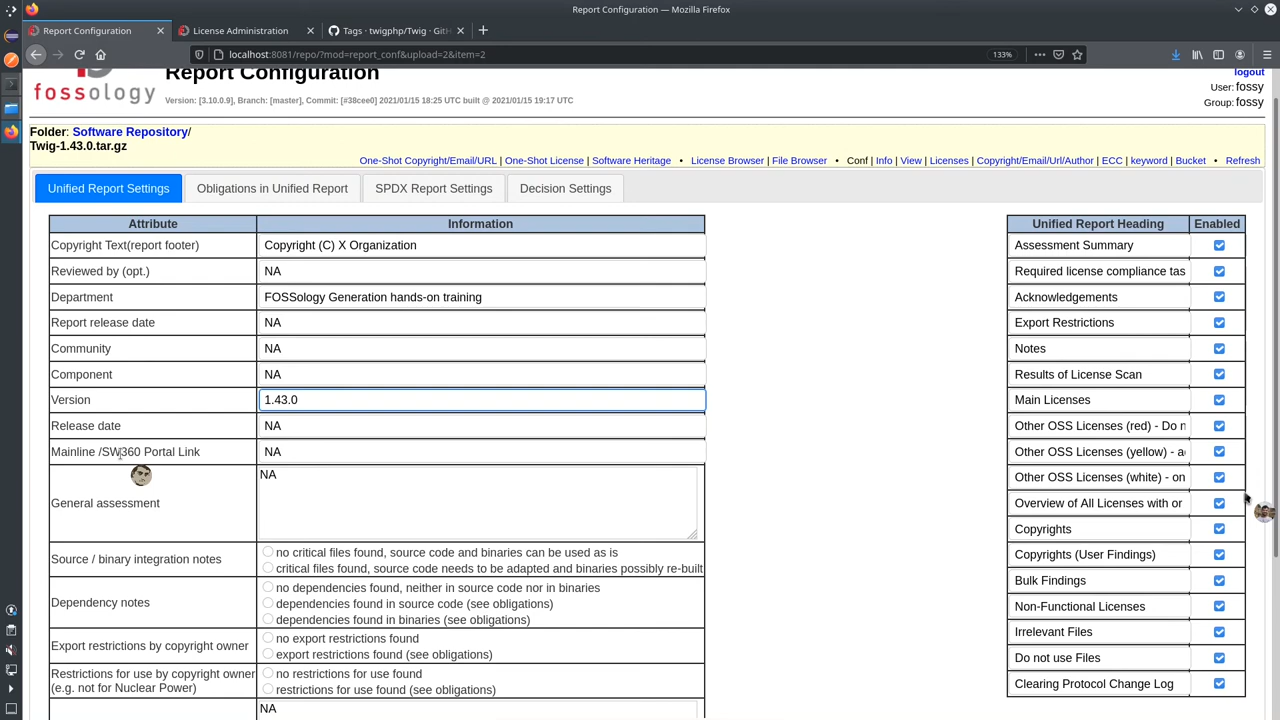 Report Configuration — Mozilla Firefox
Report Configuration
License Administration
Tags · twigphp/Twig · GitH
localhost:8081/repo/?mod=report_conf&upload=2&item=2
133%
Report Configuration
logout
fossology
Version: [3.10.0.9], Branch: [master], Commit: [#38cee0] 2021/01/15 18:25 UTC built @ 2021/01/15 19:17 UTC
User: fossy
Group: fossy
Folder: Software Repository/
Twig-1.43.0.tar.gz
One-Shot Copyright/Email/URL | One-Shot License | Software Heritage • License Browser | File Browser • Conf | Info | View | Licenses | Copyright/Email/Url/Author | ECC | keyword | Bucket • Refresh
Unified Report Settings
Obligations in Unified Report
SPDX Report Settings
Decision Settings
Attribute Information
Copyright Text(report footer) Copyright (C) X Organization
Reviewed by (opt.) NA
Department FOSSology Generation hands-on training
Report release date NA
Community NA
Component NA
Version 1.43.0
Release date NA
Mainline /SW360 Portal Link NA
General assessment NA
Source / binary integration notes
no critical files found, source code and binaries can be used as is
critical files found, source code needs to be adapted and binaries possibly re-built
Dependency notes
no dependencies found, neither in source code nor in binaries
dependencies found in source code (see obligations)
dependencies found in binaries (see obligations)
Export restrictions by copyright owner
no export restrictions found
export restrictions found (see obligations)
Restrictions for use by copyright owner
(e.g. not for Nuclear Power)
no restrictions for use found
restrictions for use found (see obligations)
NA
Unified Report Heading Enabled
Assessment Summary
Required license compliance tas
Acknowledgements
Export Restrictions
Notes
Results of License Scan
Main Licenses
Other OSS Licenses (red) - Do n
Other OSS Licenses (yellow) - a
Other OSS Licenses (white) - on
Overview of All Licenses with or
Copyrights
Copyrights (User Findings)
Bulk Findings
Non-Functional Licenses
Irrelevant Files
Do not use Files
Clearing Protocol Change Log